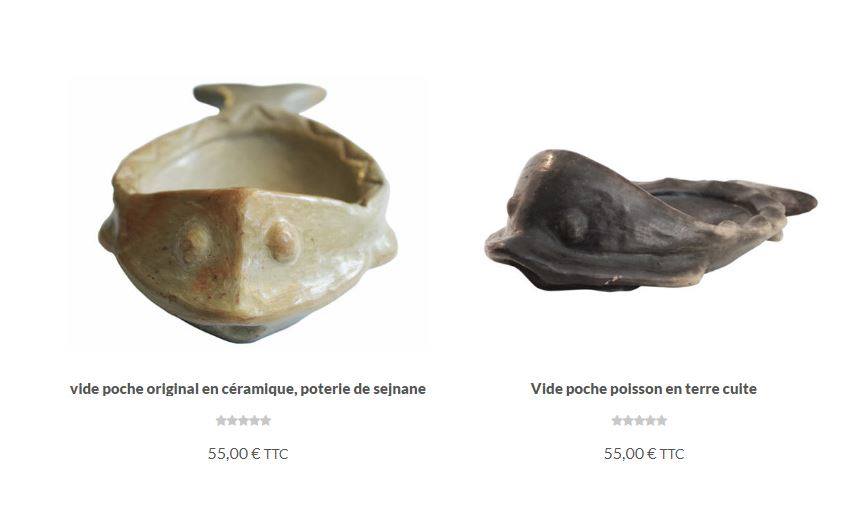 vide poche original en céramique, poterie de sejnane
Vide poche poisson en terre cuite
55,00 € TTC
55,00 € TTC